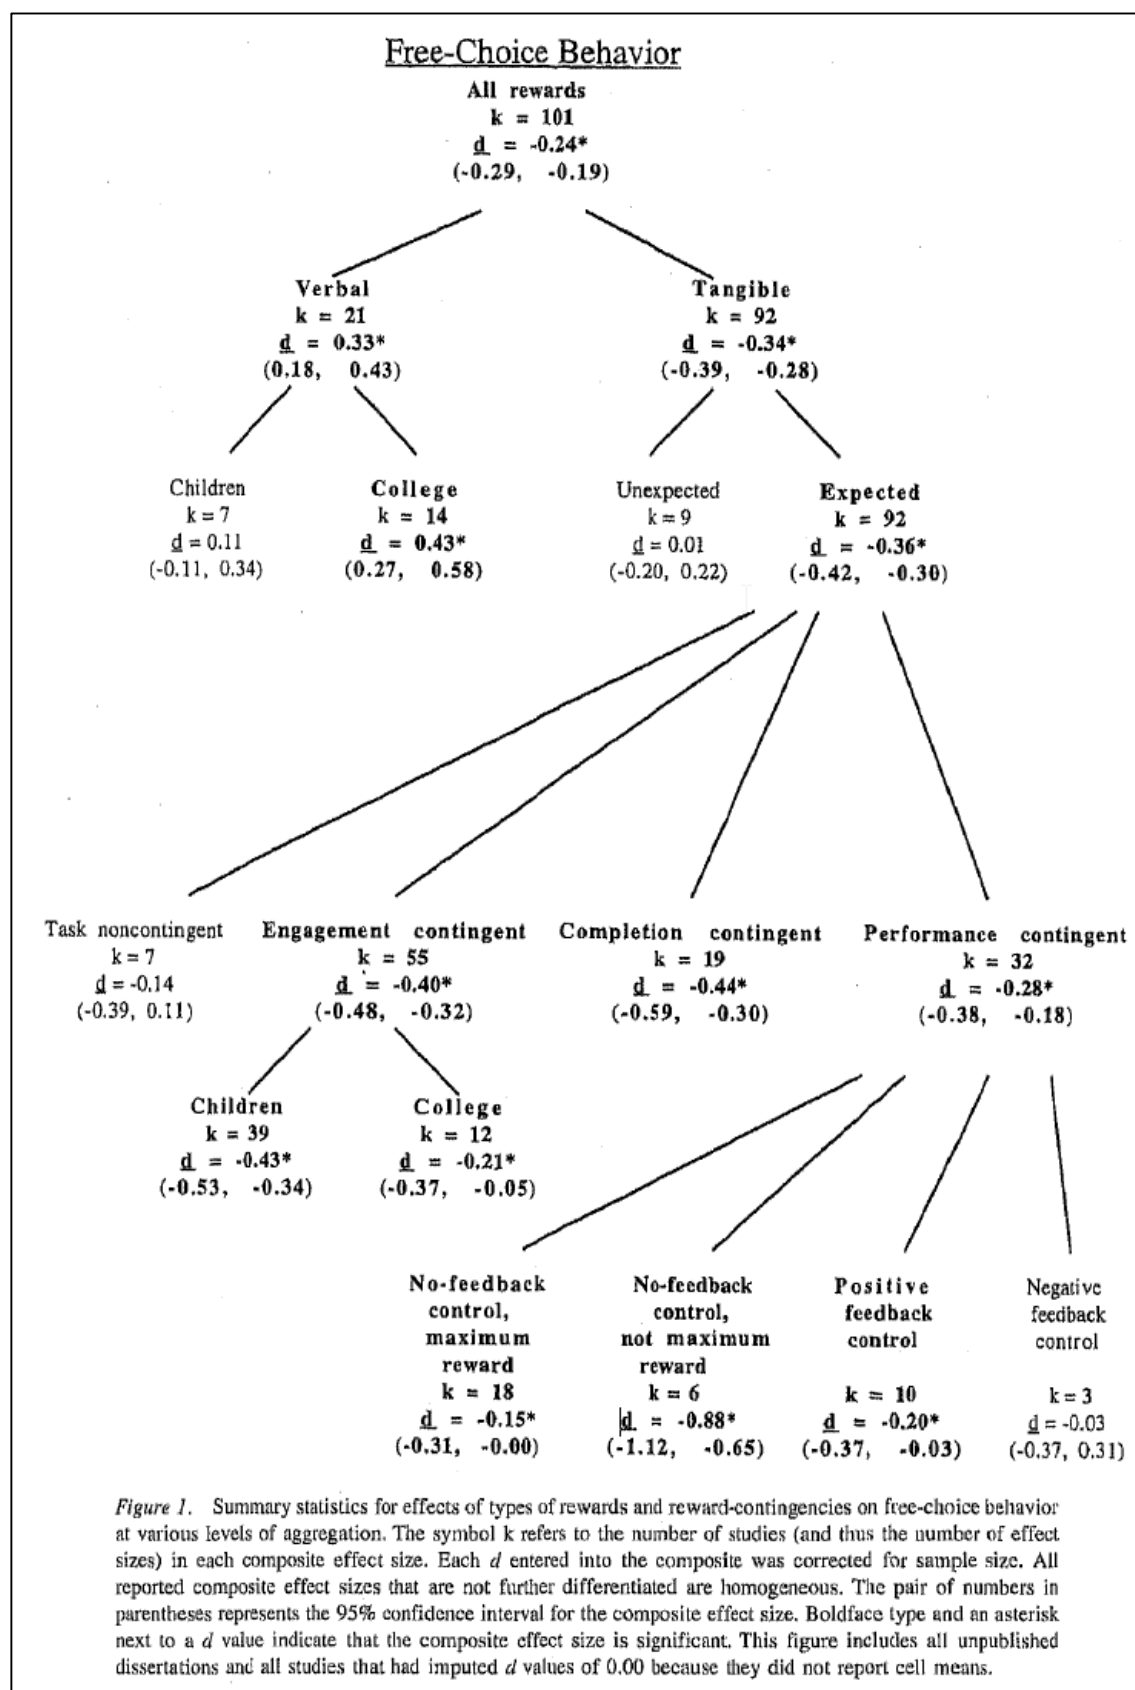 Free-Choice Behavior
All rewards
k = 101
d = -0.24*
(-0.29, -0.19)
Verbal
k = 21
d = 0.33*
(0.18, 0.43)
Tangible
k = 92
d = -0.34*
(-0.39, -0.28)
Children
k = 7
d = 0.11
(-0.11, 0.34)
College
k = 14
d = 0.43*
(0.27, 0.58)
Unexpected
k = 9
d = 0.01
(-0.20, 0.22)
Expected
k = 92
d = -0.36*
(-0.42, -0.30)
Task noncontingent
k = 7
d = -0.14
(-0.39, 0.11)
Engagement contingent
k = 55
d = -0.40*
(-0.48, -0.32)
Completion contingent
k = 19
d = -0.44*
(-0.59, -0.30)
Performance contingent
k = 32
d = -0.28*
(-0.38, -0.18)
Children
k = 39
d = -0.43*
(-0.53, -0.34)
College
k = 12
d = -0.21*
(-0.37, -0.05)
No-feedback
control,
maximum
reward
k = 18
d = -0.15*
(-0.31, -0.00)
No-feedback
control,
not maximum
reward
k = 6
d = -0.88*
(-1.12, -0.65)
Positive
feedback
control
k = 10
d = -0.20*
(-0.37, -0.03)
Negative
feedback
control
k = 3
d = -0.03
(-0.37, 0.31)
Figure 1. Summary statistics for effects of types of rewards and reward-contingencies on free-choice behavior
at various levels of aggregation. The symbol k refers to the number of studies (and thus the number of effect
sizes) in each composite effect size. Each d entered into the composite was corrected for sample size. All
reported composite effect sizes that are not further differentiated are homogeneous. The pair of numbers in
parentheses represents the 95% confidence interval for the composite effect size. Boldface type and an asterisk
next to a d value indicate that the composite effect size is significant. This figure includes all unpublished
dissertations and all studies that had imputed d values of 0.00 because they did not report cell means.